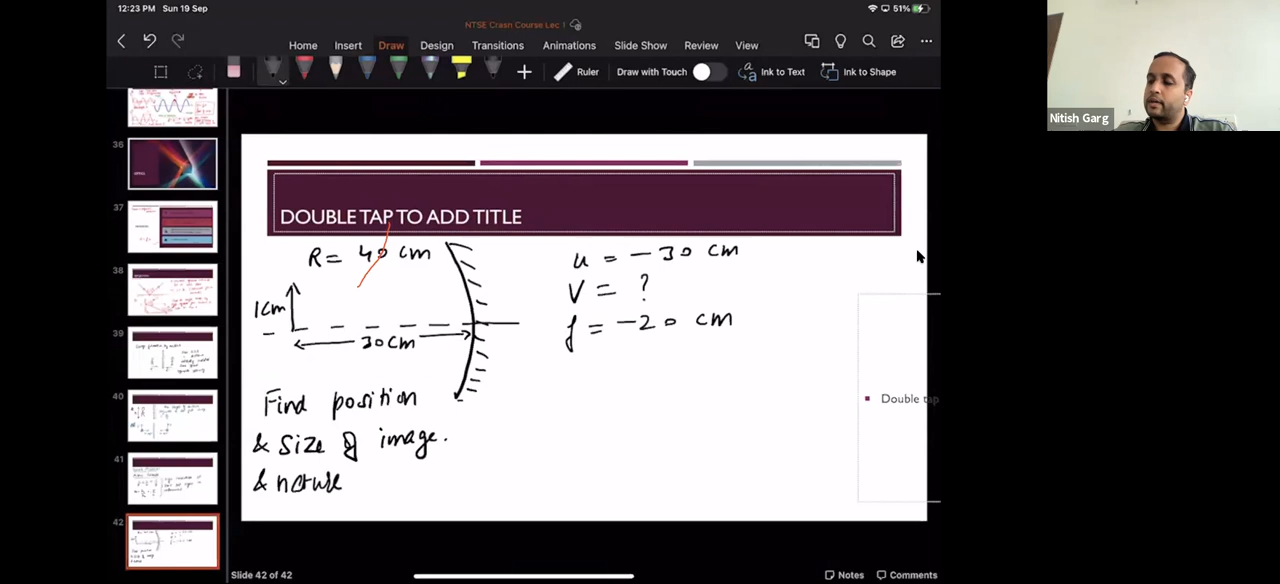 12:23 PM Sun 19 Sep
51%
NTSE Crash Course Lec 1
Home Insert Draw Design Transitions Animations Slide Show Review View
Ruler Draw with Touch Ink to Text Ink to Shape
Nitish Garg
36
37
38
39
40
41
42
DOUBLE TAP TO ADD TITLE
R = 40 cm
1cm
30cm
Find position
& size of image.
& nature
u = -30 cm
V = ?
f = -20 cm
Double tap
Slide 42 of 42
Notes Comments